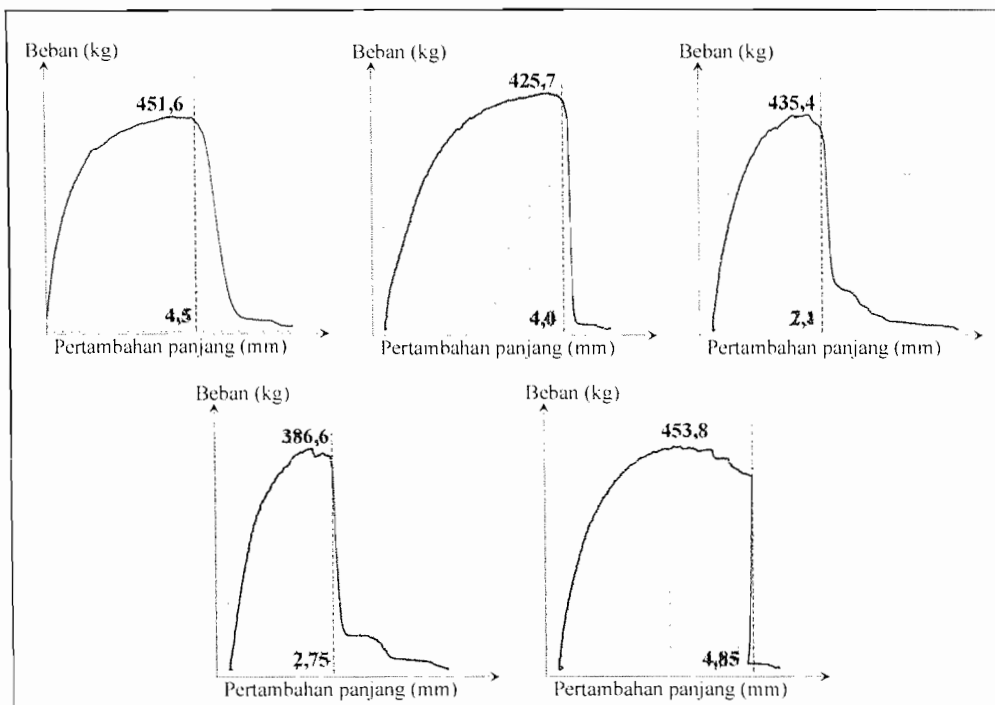 Beban (kg)
451,6
4,5
Pertambahan panjang (mm)
Beban (kg)
425,7
4,0
Pertambahan panjang (mm)
Beban (kg)
435,4
2,1
Pertambahan panjang (mm)
Beban (kg)
386,6
2,75
Pertambahan panjang (mm)
Beban (kg)
453,8
4,85
Pertambahan panjang (mm)